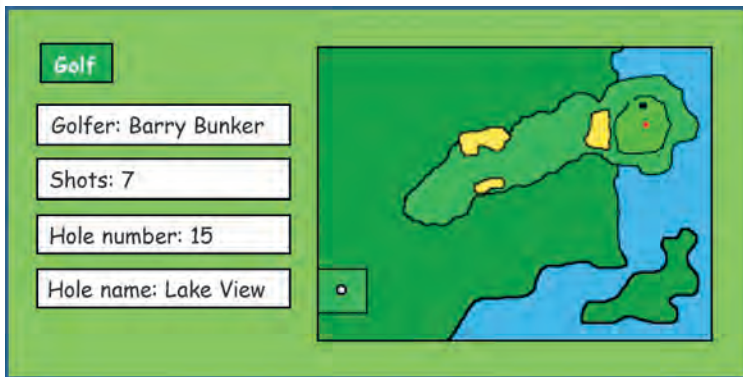 Golf
Golfer: Barry Bunker
Shots: 7
Hole number: 15
Hole name: Lake View